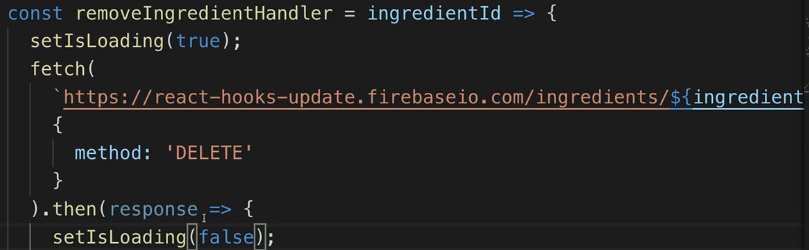 const removeIngredientHandler = ingredientId => {
setIsLoading(true);
fetch(
`https://react-hooks-update.firebaseio.com/ingredients/${ingredient
{
method: 'DELETE'
}
).then(response => {
setIsLoading(false);